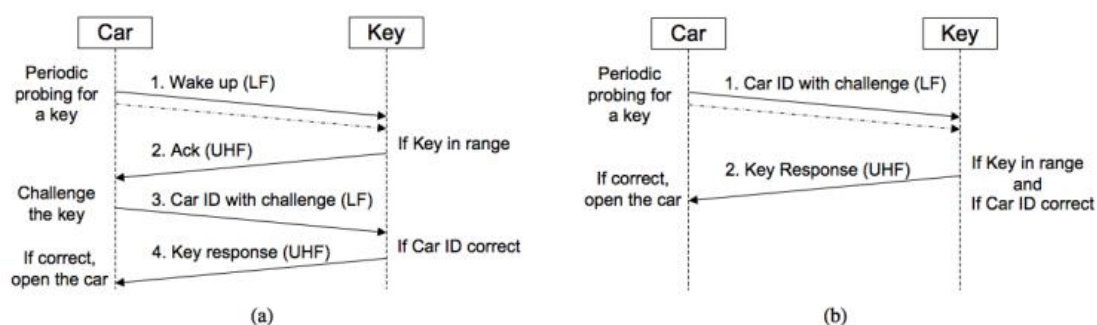 Car
Key
Periodic
probing for
a key
1. Wake up (LF)
If Key in range
2. Ack (UHF)
Challenge
the key
3. Car ID with challenge (LF)
If Car ID correct
4. Key response (UHF)
If correct,
open the car
(a)
Car
Key
Periodic
probing for
a key
1. Car ID with challenge (LF)
2. Key Response (UHF)
If Key in range
and
If Car ID correct
If correct,
open the car
(b)